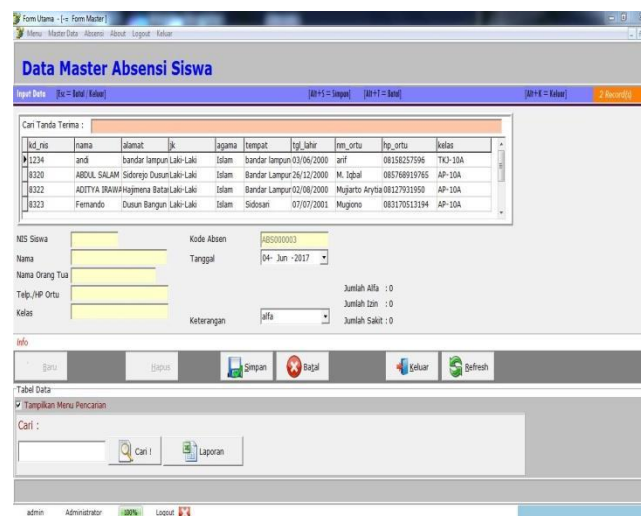 Form Utama - [-= Form Master ]
Menu Master Data Absensi About Logout Keluar
Data Master Absensi Siswa
Input Data [Esc = Batal / Keluar] [Alt+S = Simpan] [Alt+T = Batal] [Alt+K = Keluar] 2 Record(s)
Cari Tanda Terima :
kd_nis nama alamat jk agama tempat tgl_lahir nm_ortu hp_ortu kelas
1234 andi bandar lampun Laki-Laki Islam bandar lampun 03/06/2000 arif 08158257596 TKJ-10A
8320 ABDUL SALAM Sidorejo Dusun Laki-Laki Islam Bandar Lampur 26/12/2000 M. Iqbal 085768919765 AP-10A
8322 ADITYA IRAWA Hajimena Batai Laki-Laki Islam Bandar Lampur 02/08/2000 Mujiarto Arytia 08127931950 AP-10A
8323 Fernando Dusun Bangun Laki-Laki Islam Sidosari 07/07/2001 Mugiono 083170513194 AP-10A
NIS Siswa Kode Absen ABS000003
Nama Tanggal 04- Jun -2017
Nama Orang Tua
Telp./HP Ortu Jumlah Alfa : 0
Jumlah Izin : 0
Kelas Keterangan alfa Jumlah Sakit : 0
Info
Baru Hapus Simpan Batal Keluar Refresh
Tabel Data
Tampilkan Menu Pencarian
Cari :
Cari ! Laporan
admin Administrator 100% Logout